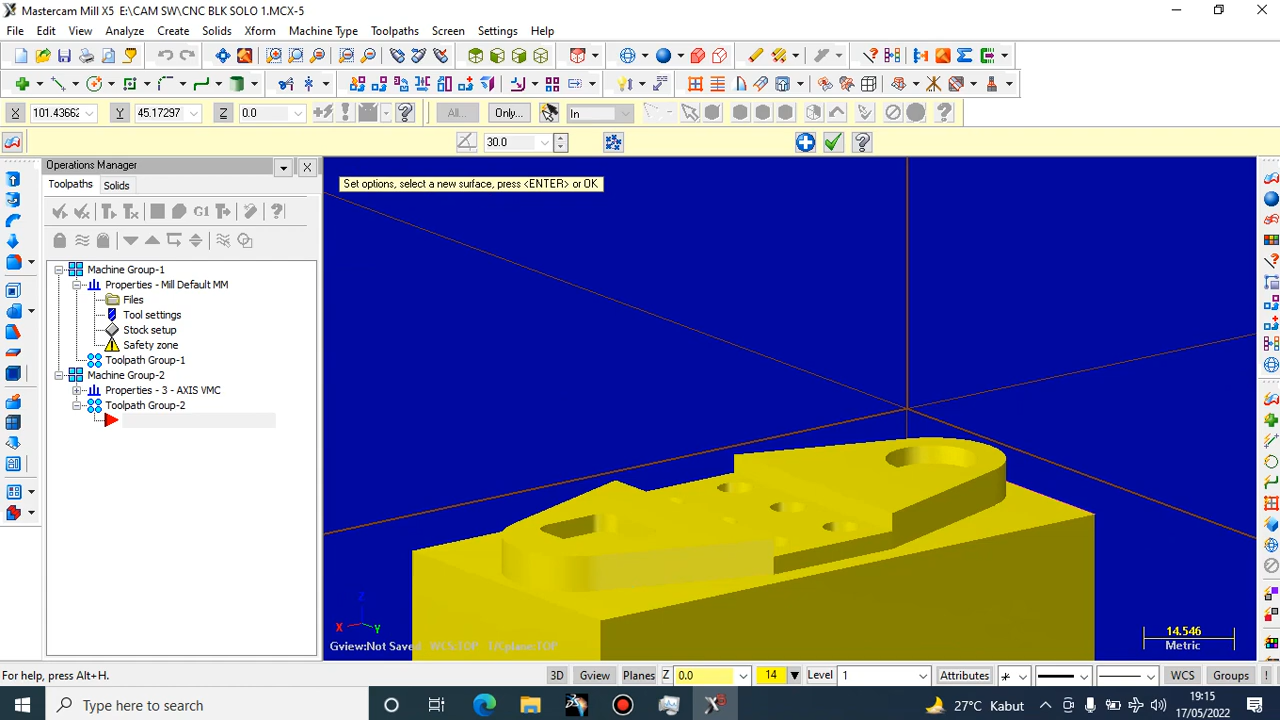 Mastercam Mill X5  E:\CAM SW\CNC BLK SOLO 1.MCX-5
File Edit View Analyze Create Solids Xform Machine Type Toolpaths Screen Settings Help
X 101.43662 Y 45.17297 Z 0.0 All... Only... In
30.0
Operations Manager
Toolpaths Solids
Set options, select a new surface, press <ENTER> or OK
G1
Machine Group-1
Properties - Mill Default MM
Files
Tool settings
Stock setup
Safety zone
Toolpath Group-1
Machine Group-2
Properties - 3 - AXIS VMC
Toolpath Group-2
Z
X
Y
Gview:Not Saved WCS:TOP T/Cplane:TOP
14.546
Metric
For help, press Alt+H.
3D Gview Planes Z 0.0 14 Level 1 Attributes WCS Groups !
Type here to search
27°C Kabut
19:15
17/05/2022